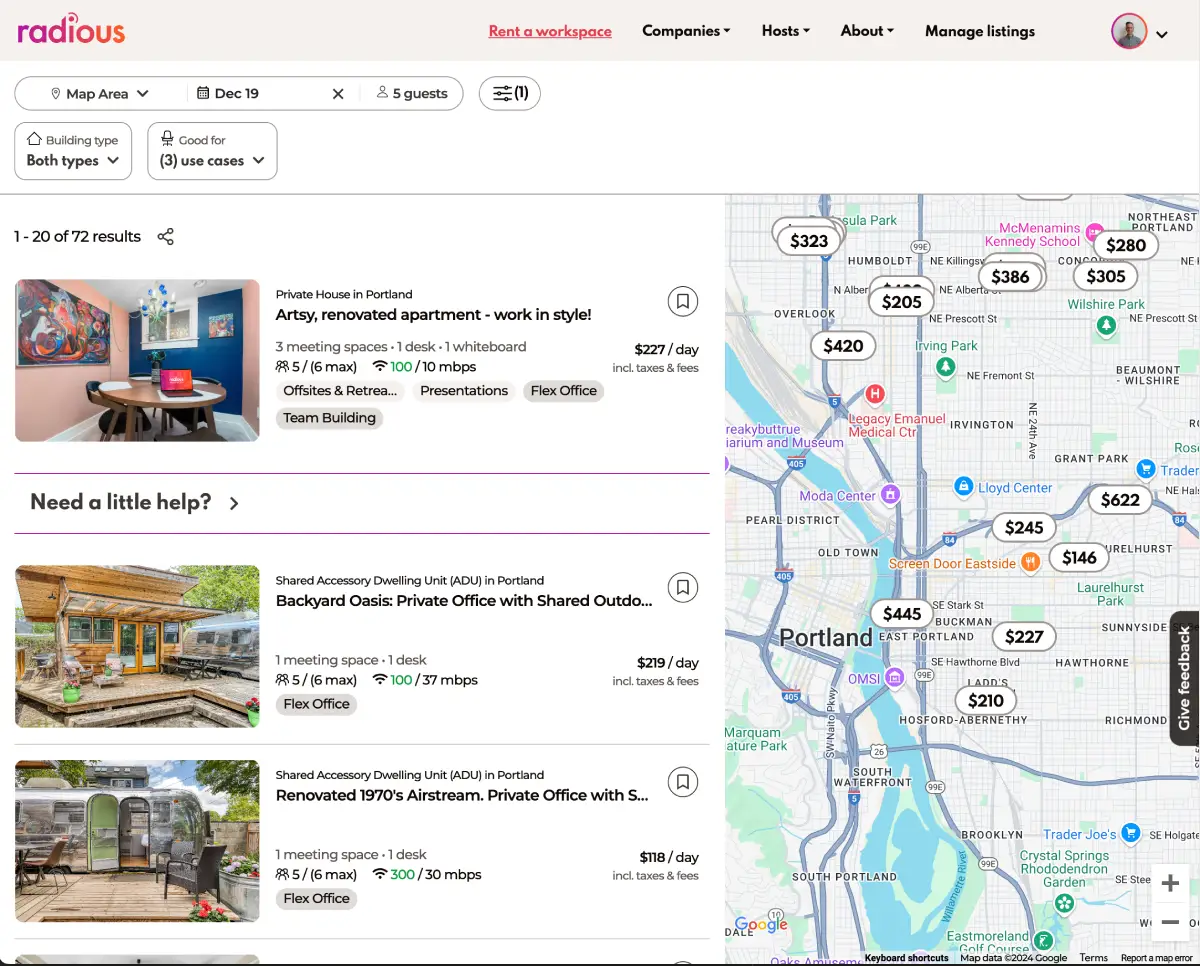 radious
Rent a workspace
Companies
Hosts
About
Manage listings
Map Area
Dec 19
5 guests
(1)
Building type
Both types
Good for
(3) use cases
1 - 20 of 72 results
Private House in Portland
Artsy, renovated apartment - work in style!
3 meeting spaces • 1 desk • 1 whiteboard
5 / (6 max) 100 / 10 mbps
$227 / day
incl. taxes & fees
Offsites & Retrea... Presentations Flex Office
Team Building
Need a little help?
Shared Accessory Dwelling Unit (ADU) in Portland
Backyard Oasis: Private Office with Shared Outdo...
1 meeting space • 1 desk
5 / (6 max) 100 / 37 mbps
$219 / day
incl. taxes & fees
Flex Office
Shared Accessory Dwelling Unit (ADU) in Portland
Renovated 1970's Airstream. Private Office with S...
1 meeting space • 1 desk
5 / (6 max) 300 / 30 mbps
$118 / day
incl. taxes & fees
Flex Office
sula Park
McMenamins
Kennedy School
NORTHEAST
PORTLAND
$323
99E
$280
HUMBOLDT
NE Killings
$386
$305
N Alber
NE Alberta
$205
Wilshire Park
OVERLOOK
NE Prescott St
NE Prescott St
$420
Irving Park
NE Fremont St
BEAUMONT
- WILSHIRE
5
H
Legacy Emanuel
Medical Ctr
IRVINGTON
NE 24th Ave
reakybuttrue
iarium and Museum
405
GRANT PARK
Rose
Trader
Moda Center
Lloyd Center
NE Hals
$622
PEARL DISTRICT
$245
84
84
OLD TOWN
Screen Door Eastside
$146
URELHURST
405
Laurelhurst
Park
$445
SE Stark St
BUCKMAN
Portland
EAST PORTLAND
$227
SUNNYSIDE
OMSI
99E
SE Hawthorne Blvd
HAWTHORNE
405
LADD'S
$210
HOSFORD-ABERNETHY
RICHMOND
Give feedback
SW Naito Pkwy
Marquam
ature Park
26
SOUTH
WATERFRONT
99E
5
BROOKLYN
Trader Joe's
SE Holgate
99E
Crystal Springs
Rhododendron
Garden
SOUTH PORTLAND
SE Stee
Willamette River
10
Google
DALE
Eastmoreland
Golf Course
Oaks Amuseme
Keyboard shortcuts
Map data ©2024 Google
Terms
Report a map error